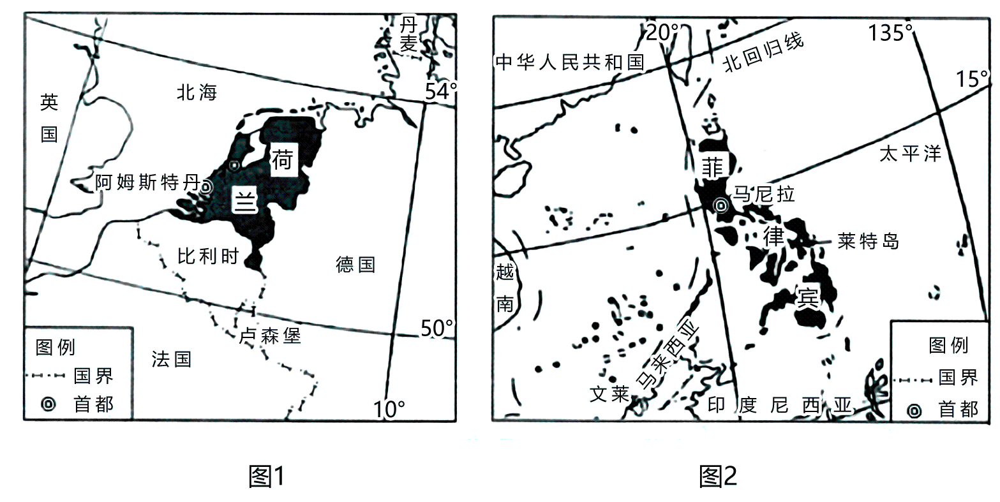 丹麦
54°
北海
英国
荷
阿姆斯特丹
兰
比利时
德国
50°
卢森堡
法国
图例
国界
首都
10°
图1
20°
135°
北回归线
中华人民共和国
15°
太平洋
菲
马尼拉
律
莱特岛
越南
宾
马来西亚
文莱
印度尼西亚
图例
国界
首都
图2